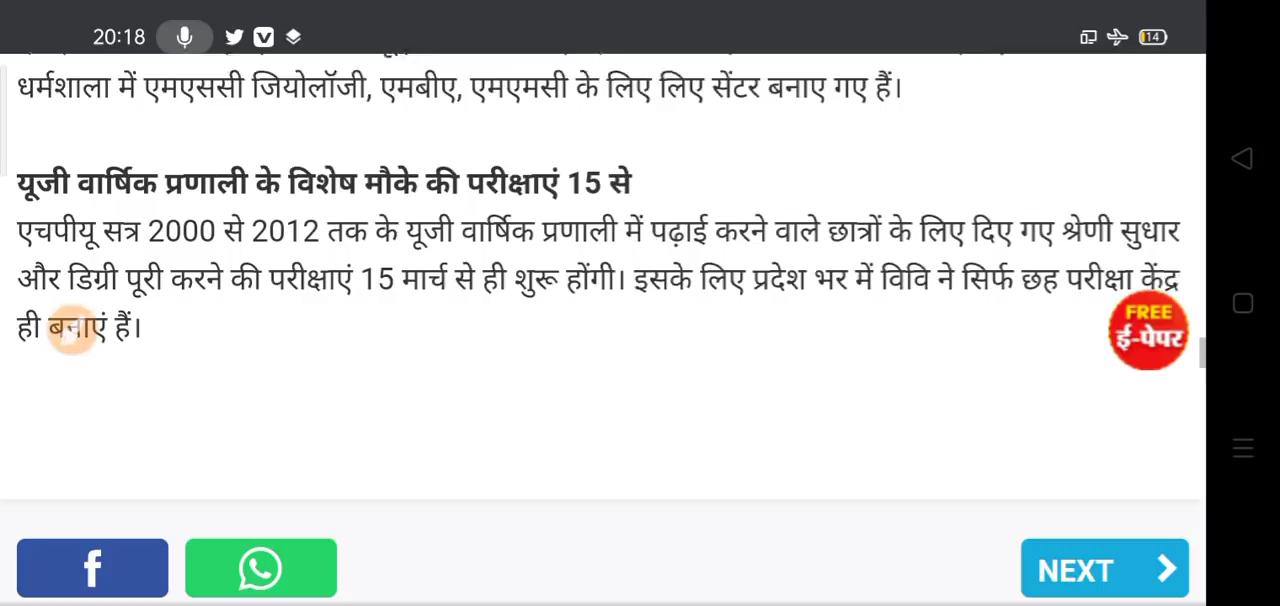 20:18
14
धर्मशाला में एमएससी जियोलॉजी, एमबीए, एमएमसी के लिए लिए सेंटर बनाए गए हैं।
यूजी वार्षिक प्रणाली के विशेष मौके की परीक्षाएं 15 से
एचपीयू सत्र 2000 से 2012 तक के यूजी वार्षिक प्रणाली में पढ़ाई करने वाले छात्रों के लिए दिए गए श्रेणी सुधार
और डिग्री पूरी करने की परीक्षाएं 15 मार्च से ही शुरू होंगी। इसके लिए प्रदेश भर में विवि ने सिर्फ छह परीक्षा केंद्र
ही बनाएं हैं।
FREE
ई-पेपर
NEXT